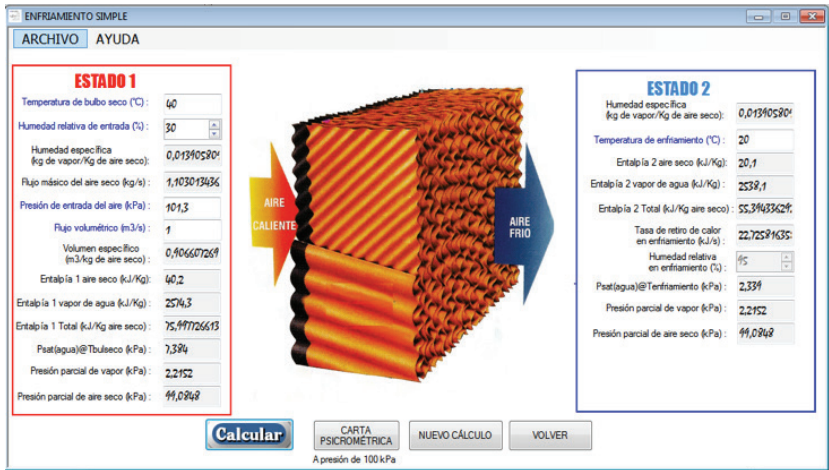 ENFRIAMIENTO SIMPLE
ARCHIVO AYUDA
ESTADO 1
Temperatura de bulbo seco (°C) : 40
Humedad relativa de entrada (%) : 30
Humedad específica
(kg de vapor/Kg de aire seco): 0,01390580
Flujo másico del aire seco (kg/s) : 1,103013436
Presión de entrada del aire (kPa) : 101,3
Flujo volumétrico (m3/s) : 1
Volumen específico
(m3/kg de aire seco) : 0,906607269
Entalpía 1 aire seco (kJ/Kg): 40,2
Entalpía 1 vapor de agua (kJ/Kg) : 2574,3
Entalpía 1 Total (kJ/Kg aire seco) : 75,997726613
Psat(agua)@Tbulseco (kPa) : 7,384
Presión parcial de vapor (kPa) : 2,2152
Presión parcial de aire seco (kPa) : 99,0848
AIRE
CALIENTE
AIRE
FRIO
ESTADO 2
Humedad específica
(kg de vapor/Kg de aire seco): 0,01390580
Temperatura de enfriamiento (°C) : 20
Entalpía 2 aire seco (kJ/Kg): 20,1
Entalpía 2 vapor de agua (kJ/Kg) : 2538,1
Entalpía 2 Total (kJ/Kg aire seco) : 55,39433629
Tasa de retiro de calor
en enfriamiento (kJ/s) : 22,72581635
Humedad relativa
en enfriamiento (%) : 95
Psat(agua)@Tenfriamiento (kPa) : 2,339
Presión parcial de vapor (kPa) : 2,2152
Presión parcial de aire seco (kPa) : 99,0848
Calcular
CARTA
PSICROMÉTRICA
NUEVO CÁLCULO
VOLVER
A presión de 100 kPa